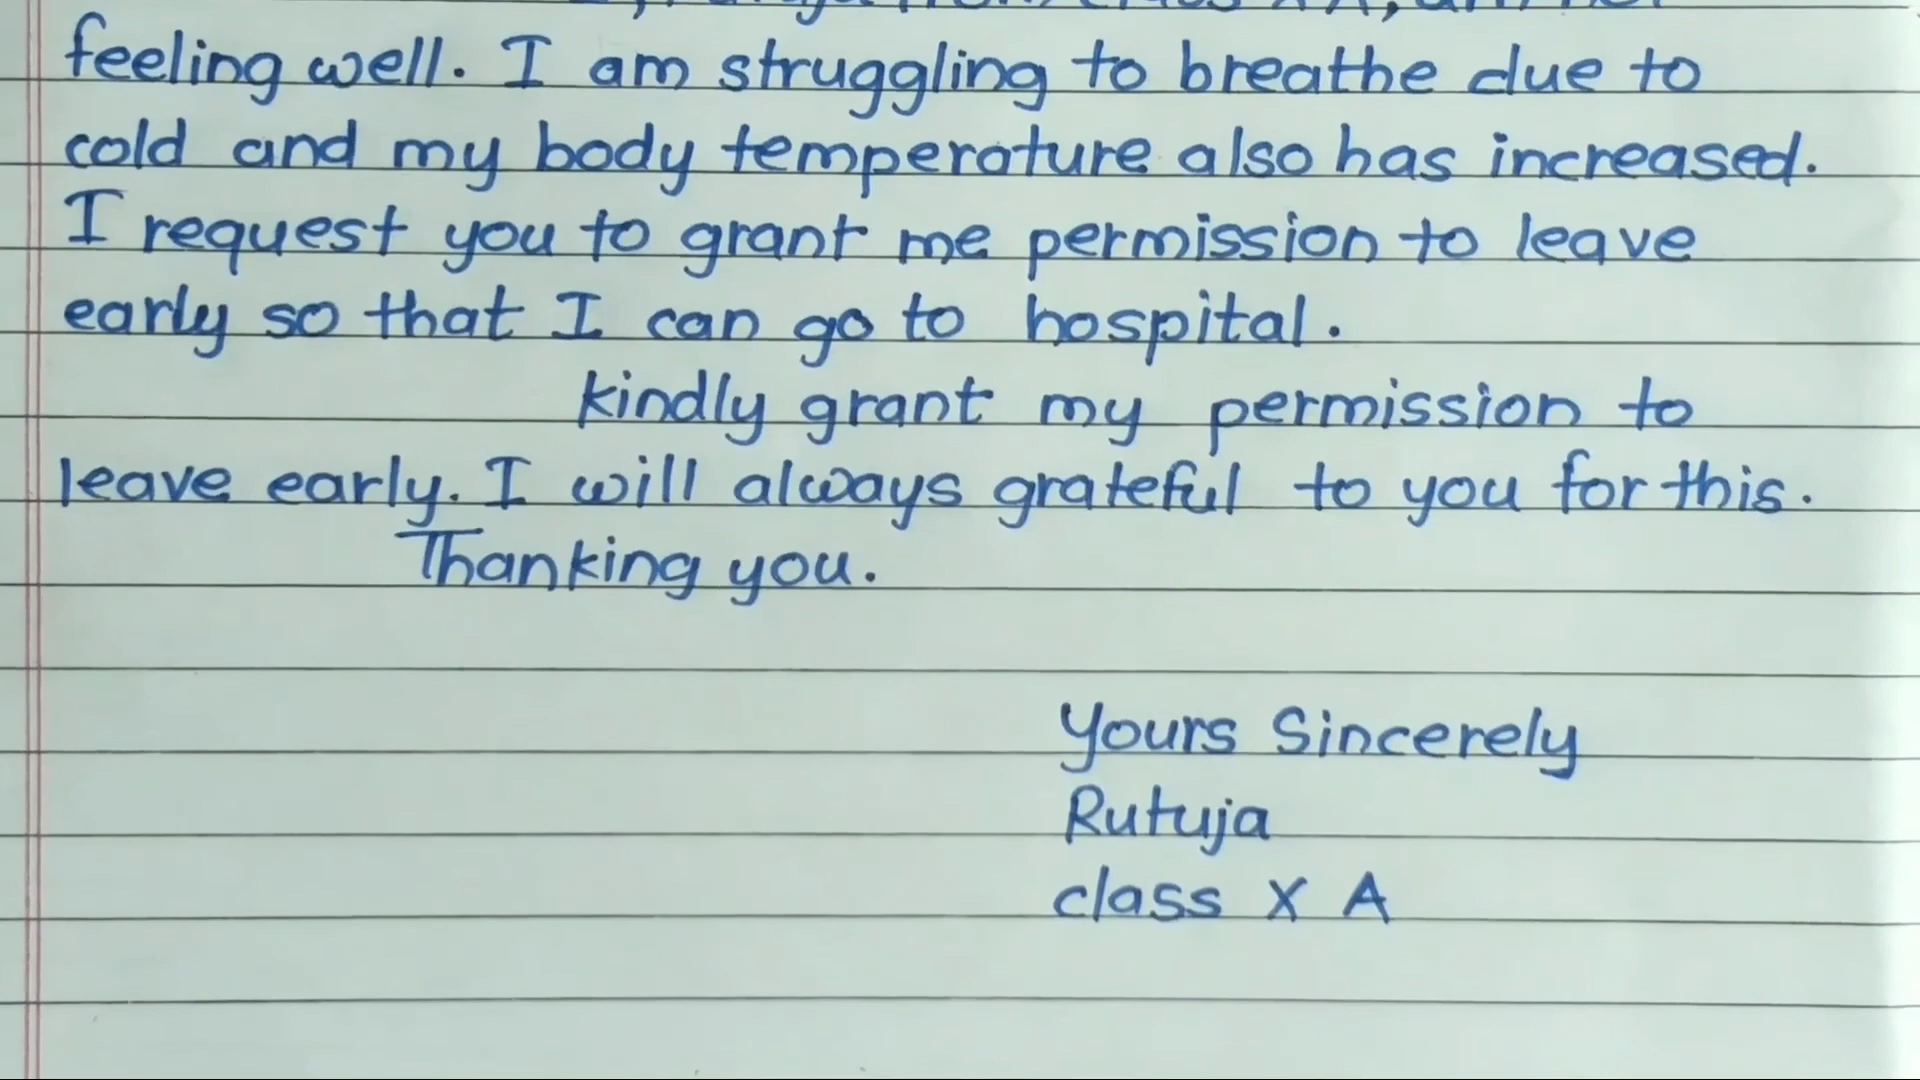 feeling well. I am struggling to breathe due to
cold and my body temperature also has increased.
I request you to grant me permission to leave
early so that I can go to hospital.
kindly grant my permission to
leave early. I will always grateful to you for this.
Thanking you.
Yours Sincerely
Rutuja
class X A